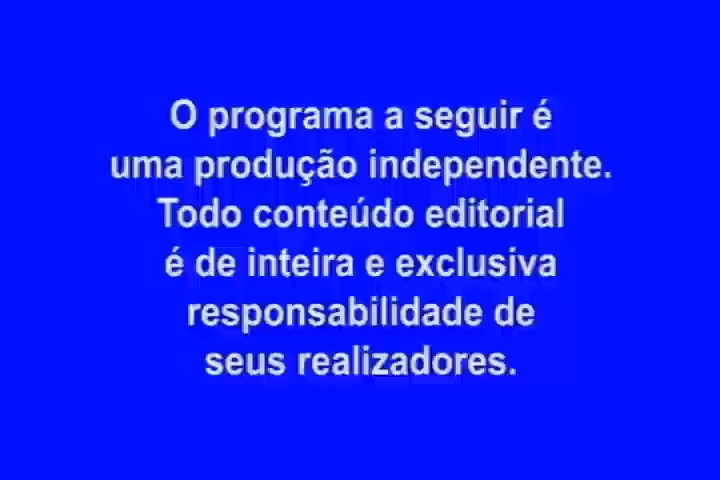 O programa a seguir é
uma produção independente.
Todo conteúdo editorial
é de inteira e exclusiva
responsabilidade de
seus realizadores.